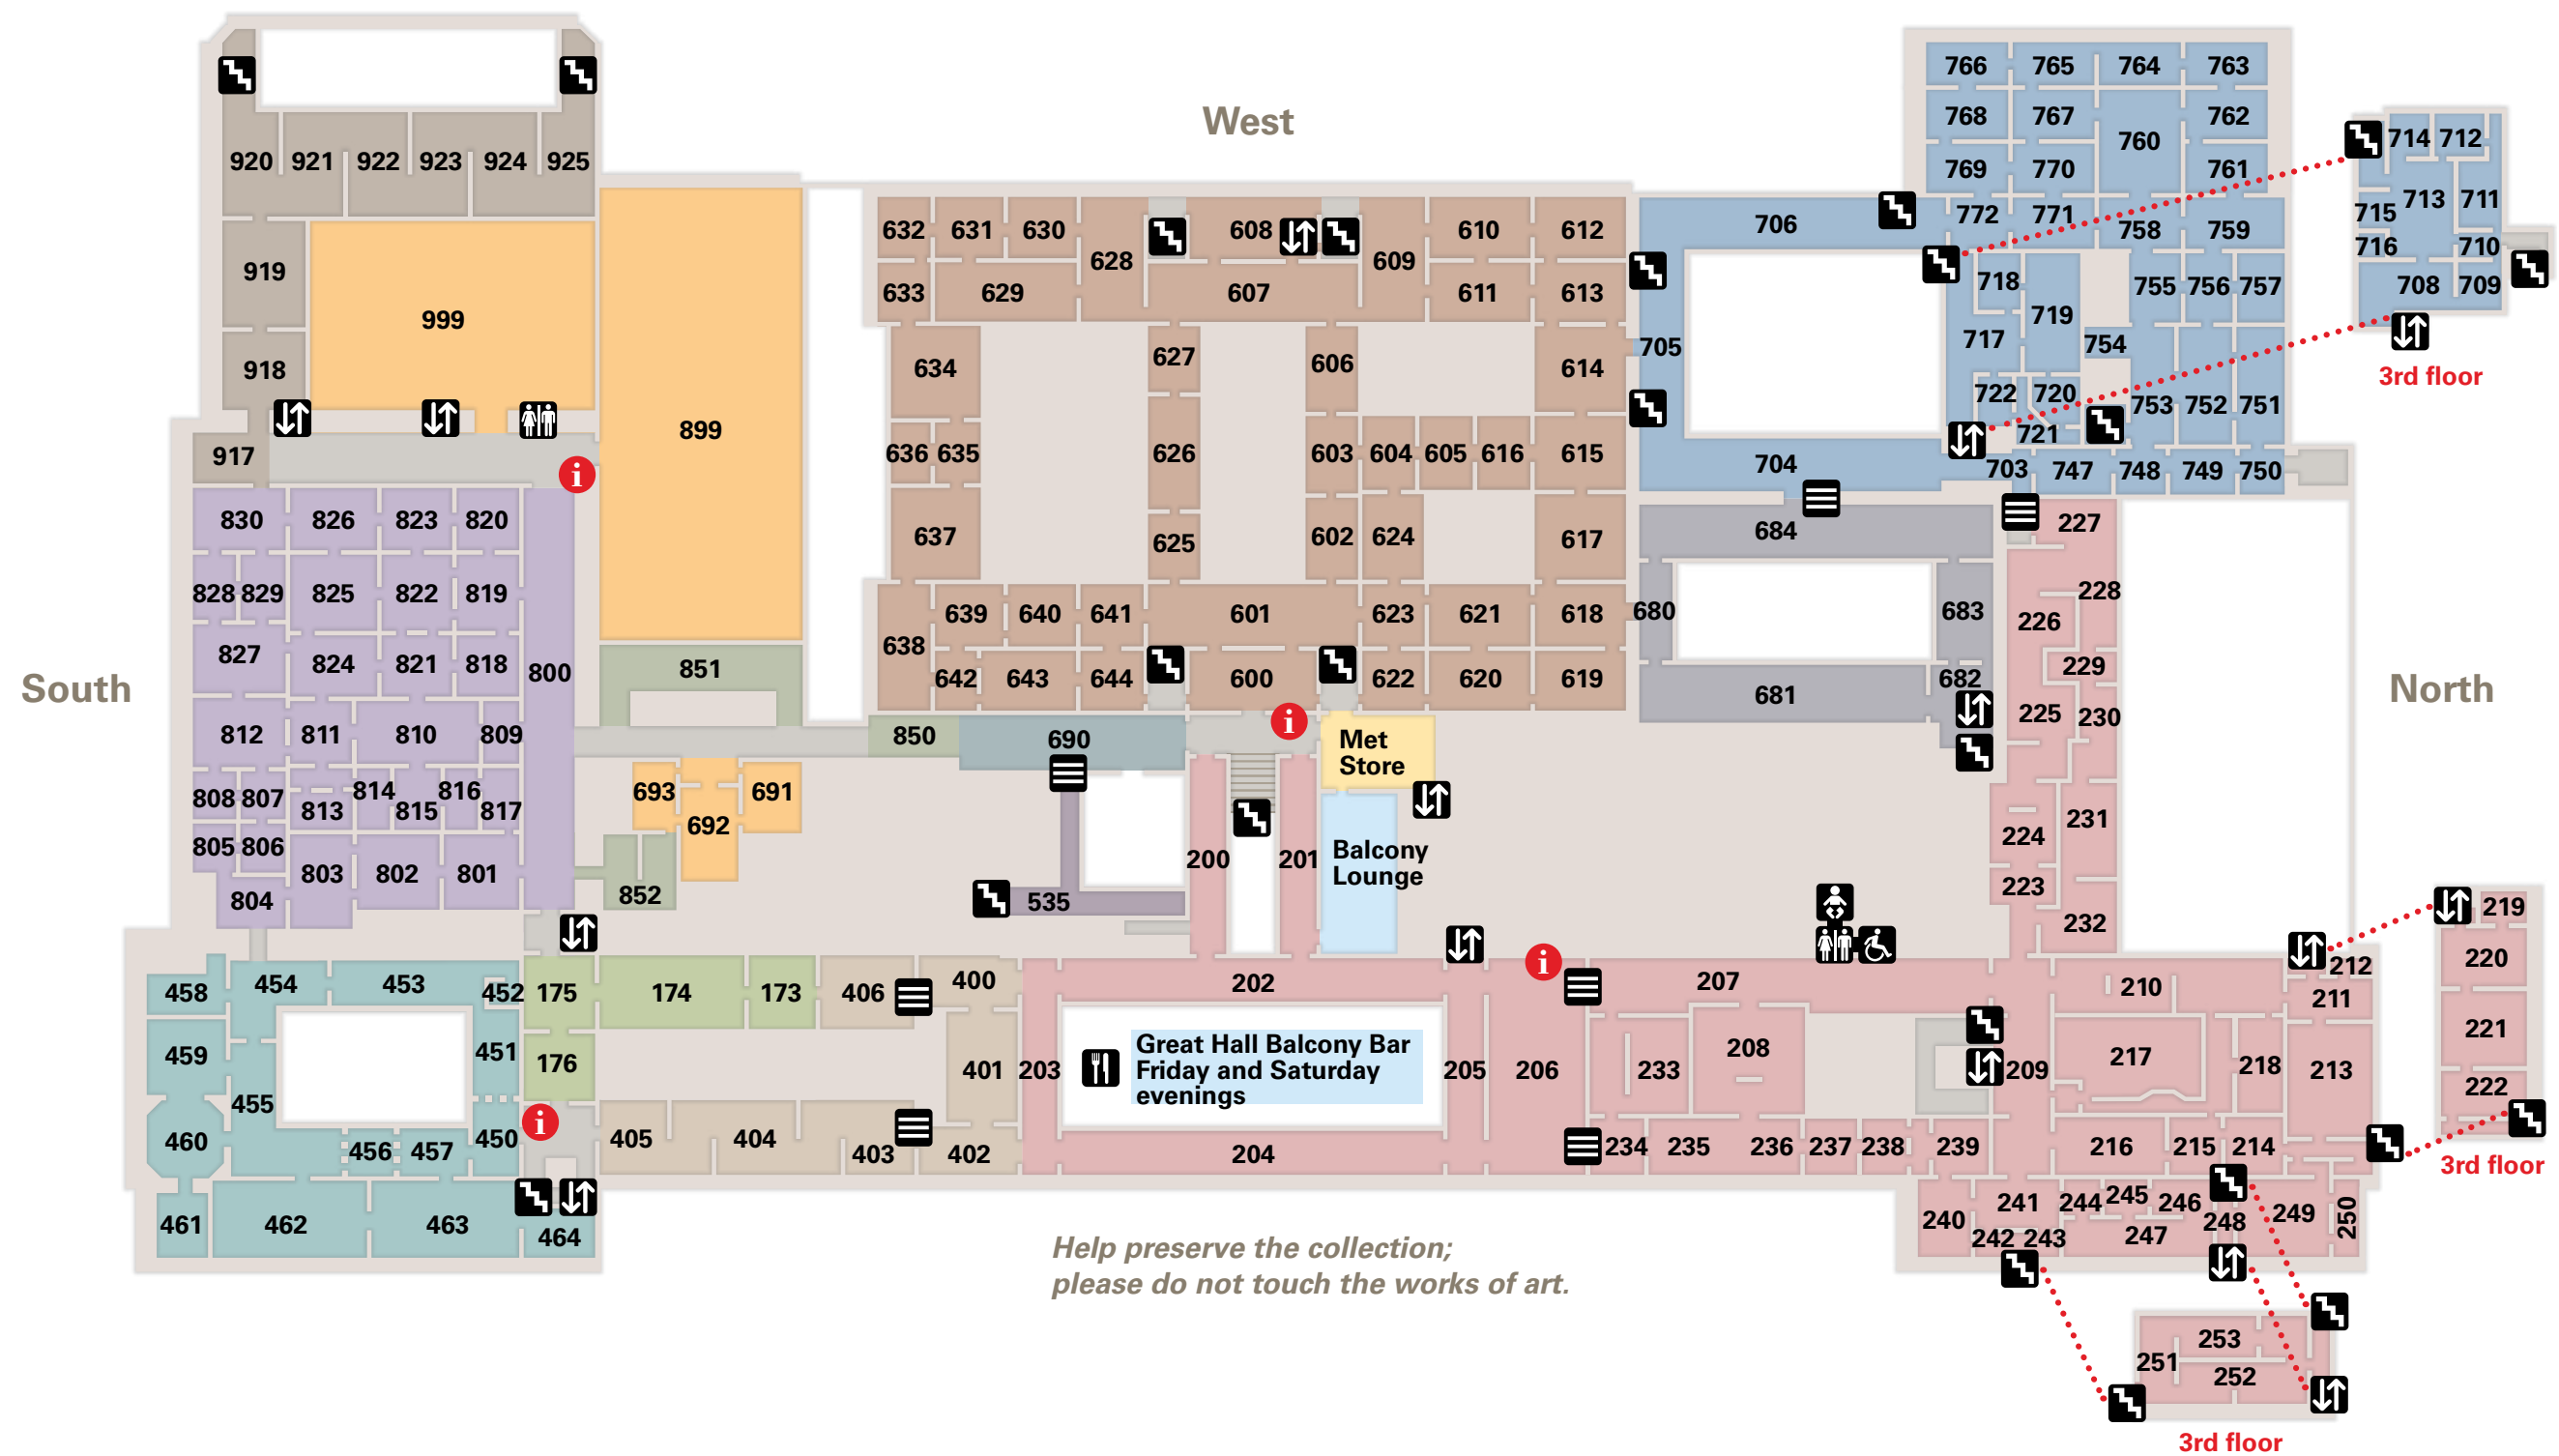 West
South
North
920 921 922 923 924 925
919
999
918
917
899
830 826 823 820
828 829 825 822 819
827 824 821 818
800
812 811 810 809
808 807 813 814 815 816 817
805 806 803 802 801
804
851
850
852
693 692 691
690
535
632 631 630 628 608 609 610 612
633 629 607 611 613
634 627 606 614
636 635 626 603 604 605 616 615
637 625 602 624 617
638 639 640 641 601 623 621 618
642 643 644 600 622 620 619
i
i
i
i
Met
Store
Balcony
Lounge
200 201
706
705
704
703
766 765 764 763
768 767 760 762
769 770 761
772 771 758 759
718 719 755 756 757
717 754
722 720 753 752 751
721
747 748 749 750
714 712
713 711
715
716 710
708 709
3rd floor
684
680 683
681 682
227
228
226
229
225 230
224 231
223
232
219
220
221
222
3rd floor
458 454 453 452
459 451
455
460 456 457 450
461 462 463 464
175 174 173
176
406 400
401
405 404 403 402
202
203
Great Hall Balcony Bar
Friday and Saturday
evenings
205 206
204
207
233 208
209
210
212
211
217 218 213
234 235 236 237 238 239
216 215 214
240 241 244 245 246 248 249 250
242 243 247
253
251
252
3rd floor
Help preserve the collection;
please do not touch the works of art.